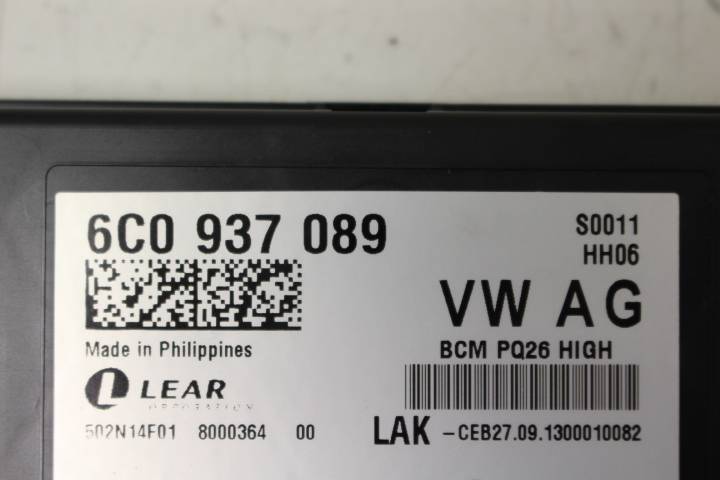 6C0 937 089
S0011
HH06
VW AG
Made in Philippines
BCM PQ26 HIGH
LEAR
CORPORATION
502N14F01 8000364 00
LAK -CEB27.09.1300010082